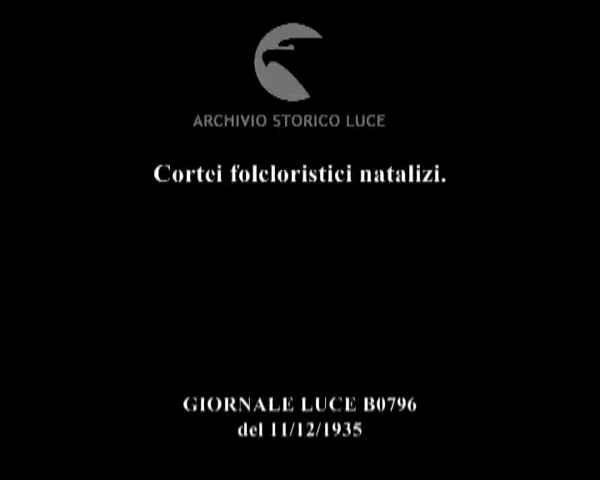 ARCHIVIO STORICO LUCE
Cortei folcloristici natalizi.
GIORNALE LUCE B0796
del 11/12/1935